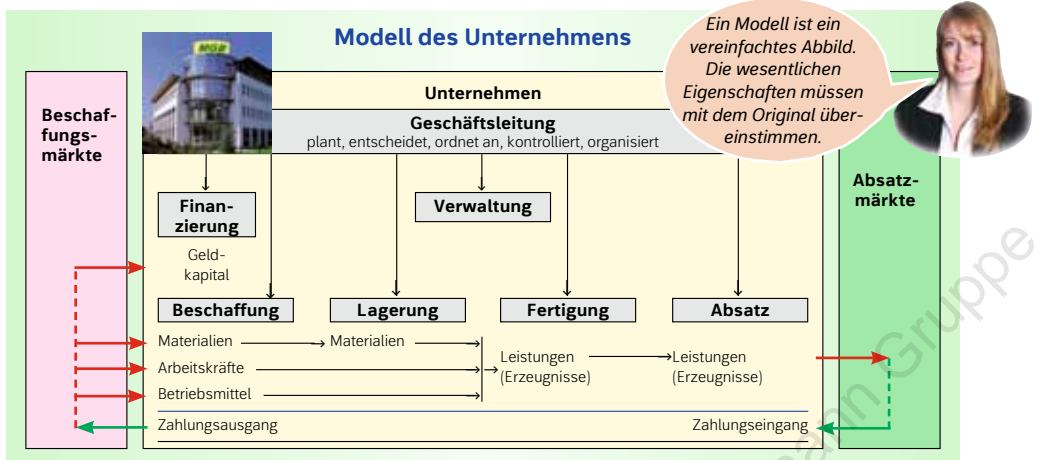 Modell des Unternehmens
MGB
Ein Modell ist ein
vereinfachtes Abbild.
Die wesentlichen
Eigenschaften müssen
mit dem Original über-
einstimmen.
Beschaf-
fungs-
märkte
Unternehmen
Geschäftsleitung
plant, entscheidet, ordnet an, kontrolliert, organisiert
Absatz-
märkte
Finan-
zierung
Verwaltung
Geld-
kapital
Beschaffung
Lagerung
Fertigung
Absatz
Materialien
Materialien
Arbeitskräfte
Betriebsmittel
Leistungen
(Erzeugnisse)
Leistungen
(Erzeugnisse)
Zahlungsausgang
Zahlungseingang
Gruppe